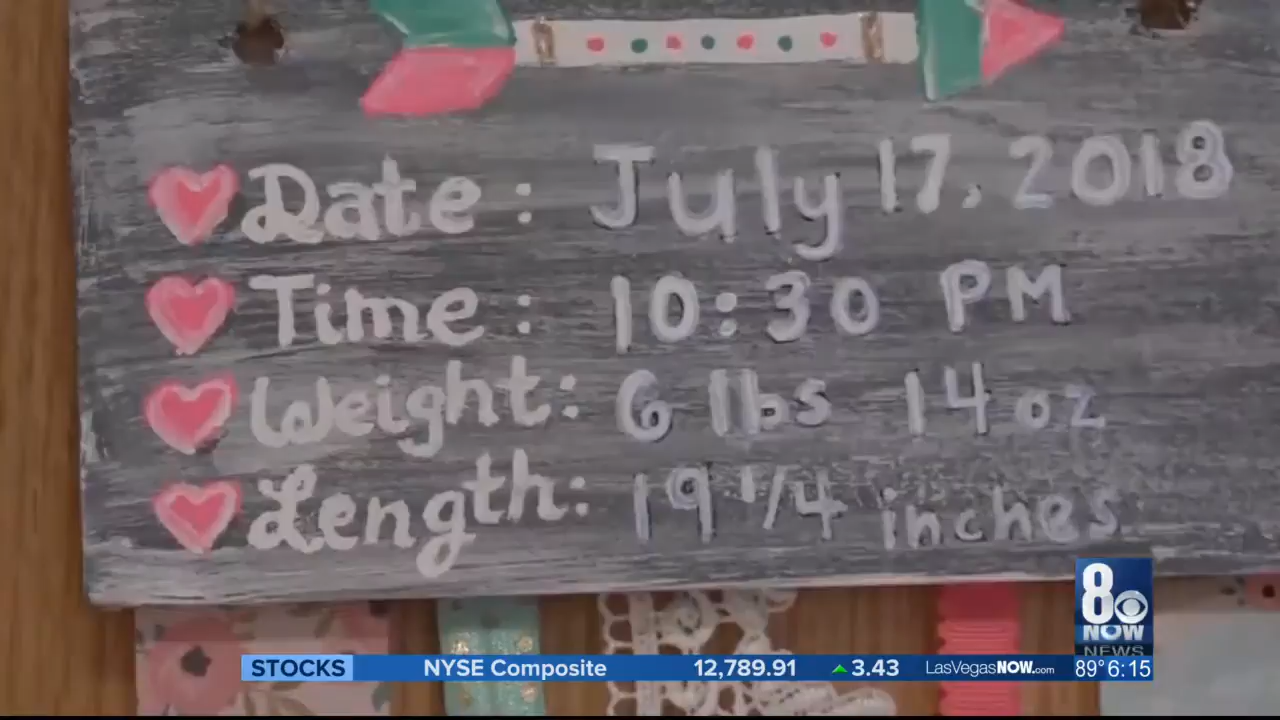 Date: July 17, 2018
Time: 10:30 PM
Weight: 6 lbs 14 oz
Length: 19 1/4 inches
8
NOW
NEWS
STOCKS NYSE Composite 12,789.91 3.43 LasVegasNOW.com 89° 6:15